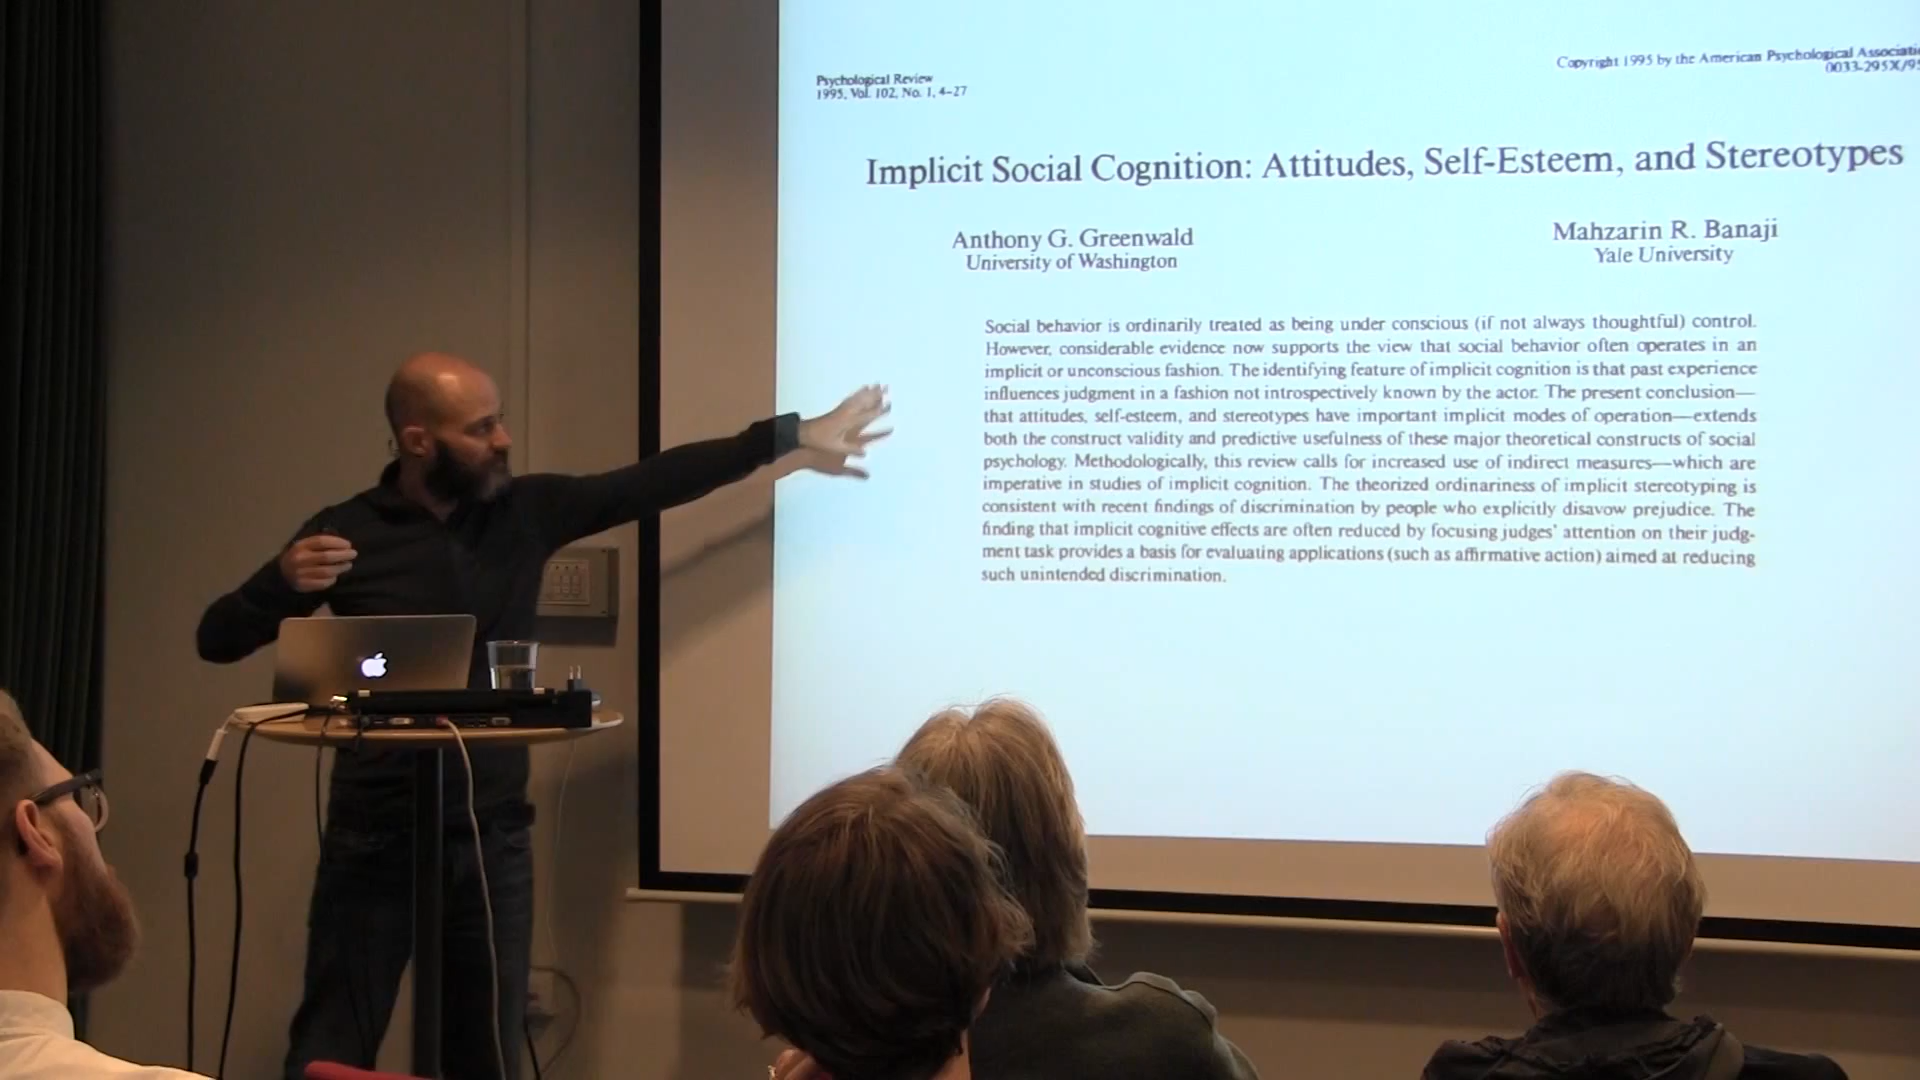 Psychological Review
1995, Vol. 102, No. 1, 4–27
Copyright 1995 by the American Psychological
0033-295X/
Implicit Social Cognition: Attitudes, Self-Esteem, and Stereotypes
Anthony G. Greenwald
University of Washington
Mahzarin R. Banaji
Yale University
Social behavior is ordinarily treated as being under conscious (if not always thoughtful) control.
However, considerable evidence now supports the view that social behavior often operates in an
implicit or unconscious fashion. The identifying feature of implicit cognition is that past experience
influences judgment in a fashion not introspectively known by the actor. The present conclusion—
that attitudes, self-esteem, and stereotypes have important implicit modes of operation—extends
both the construct validity and predictive usefulness of these major theoretical constructs of social
psychology. Methodologically, this review calls for increased use of indirect measures—which are
imperative in studies of implicit cognition. The theorized ordinariness of implicit stereotyping is
consistent with recent findings of discrimination by people who explicitly disavow prejudice. The
finding that implicit cognitive effects are often reduced by focusing judges' attention on their judg-
ment task provides a basis for evaluating applications (such as affirmative action) aimed at reducing
such unintended discrimination.